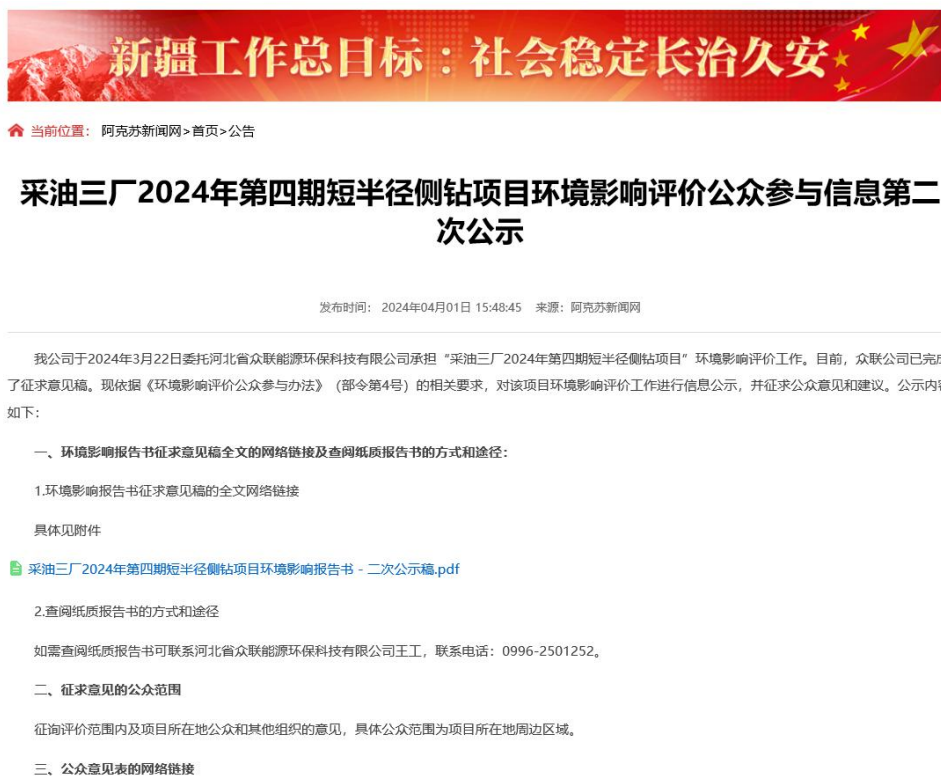 新疆工作总目标：社会稳定长治久安
当前位置： 阿克苏新闻网>首页>公告
采油三厂2024年第四期短半径侧钻项目环境影响评价公众参与信息第二
次公示
发布时间： 2024年04月01日 15:48:45 来源：阿克苏新闻网
我公司于2024年3月22日委托河北省众联能源环保科技有限公司承担“采油三厂2024年第四期短半径侧钻项目”环境影响评价工作。目前，众联公司已完成
了征求意见稿。现依据《环境影响评价公众参与办法》（部令第4号）的相关要求，对该项目环境影响评价工作进行信息公示，并征求公众意见和建议。公示内容
如下：
一、环境影响报告书征求意见稿全文的网络链接及查阅纸质报告书的方式和途径：
1.环境影响报告书征求意见稿的全文网络链接
具体见附件
采油三厂2024年第四期短半径侧钻项目环境影响报告书 - 二次公示稿.pdf
2.查阅纸质报告书的方式和途径
如需查阅纸质报告书可联系河北省众联能源环保科技有限公司王工，联系电话：0996-2501252。
二、征求意见的公众范围
征询评价范围内及项目所在地公众和其他组织的意见，具体公众范围为项目所在地周边区域。
三、公众意见表的网络链接